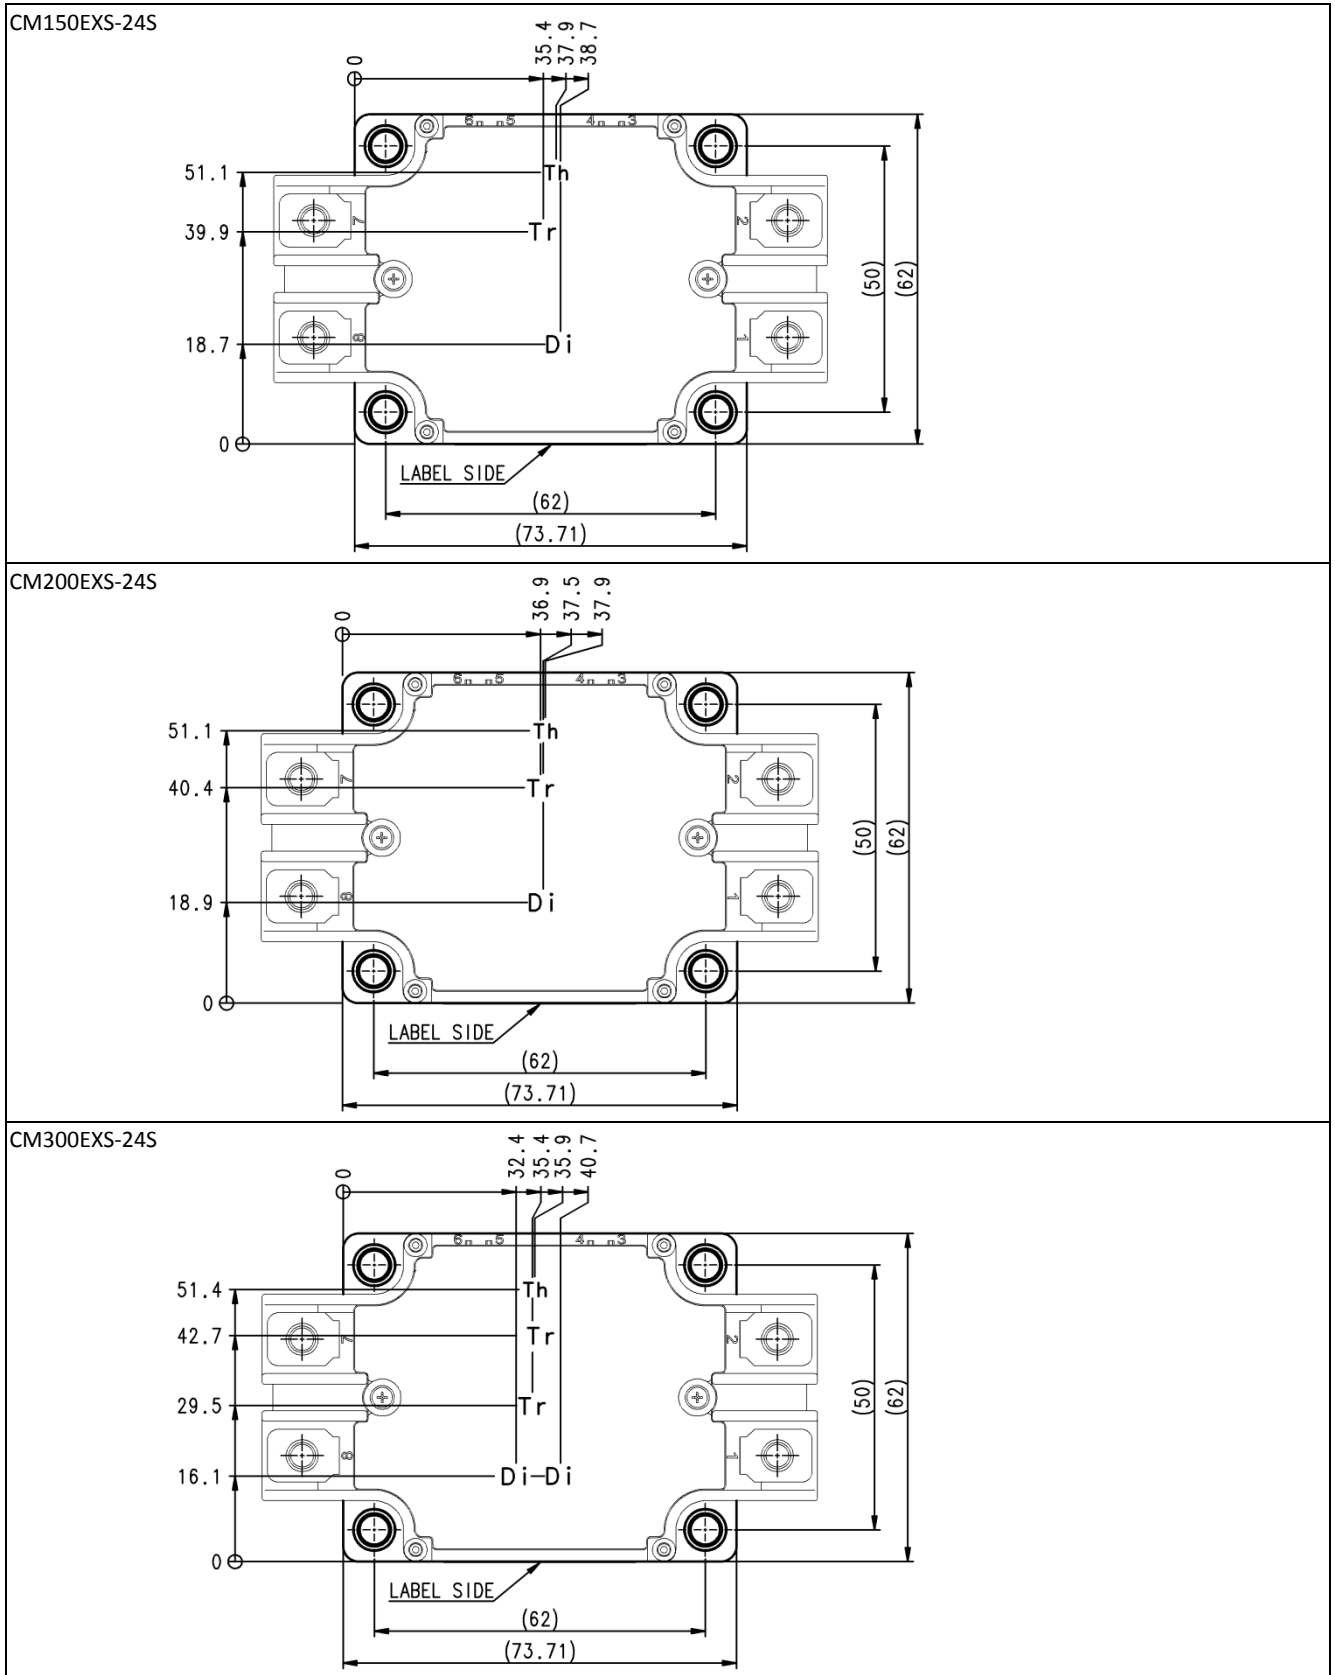 CM150EXS-24S
0 35.4 37.9 38.7
6 5 4 3
51.1 Th
7 2
39.9 Tr
(50) (62)
18.7 8 Di 1
0
LABEL SIDE
(62)
(73.71)
CM200EXS-24S
0 36.9 37.5 37.9
6 5 4 3
51.1 Th
7 2
40.4 Tr
(50) (62)
18.9 8 Di 1
0
LABEL SIDE
(62)
(73.71)
CM300EXS-24S
0 32.4 35.4 35.9 40.7
6 5 4 3
51.4 Th
42.7 7 Tr 2
29.5 Tr (50) (62)
8 1
16.1 Di Di
0
LABEL SIDE
(62)
(73.71)